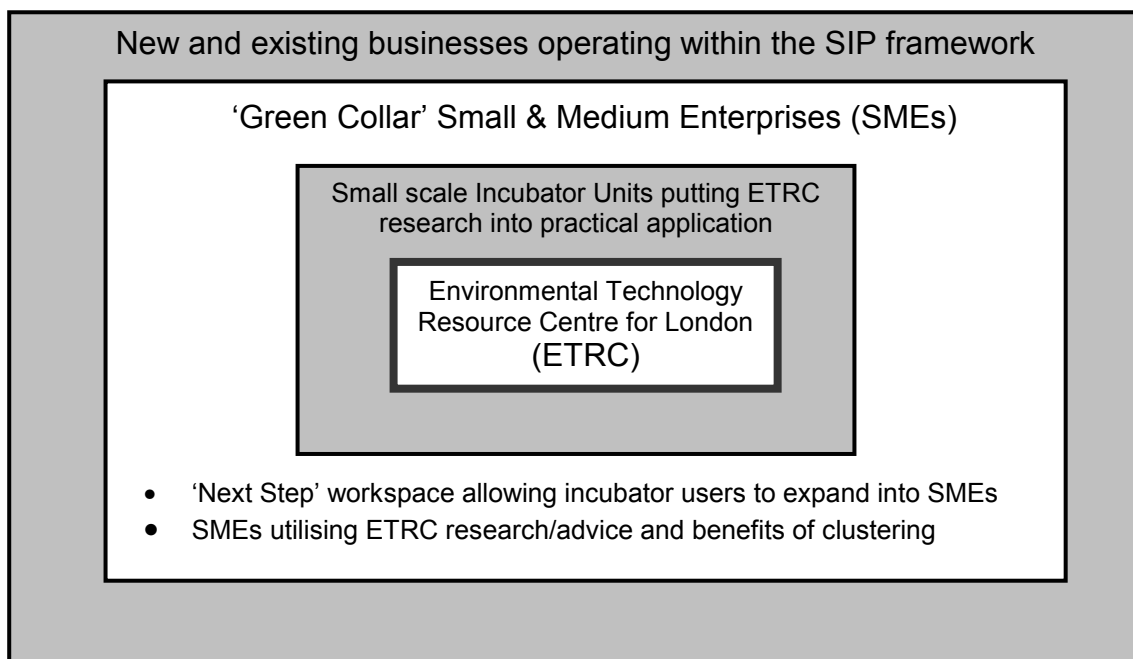 New and existing businesses operating within the SIP framework
‘Green Collar’ Small & Medium Enterprises (SMEs)
Small scale Incubator Units putting ETRC
research into practical application
Environmental Technology
Resource Centre for London
(ETRC)
• ‘Next Step’ workspace allowing incubator users to expand into SMEs
• SMEs utilising ETRC research/advice and benefits of clustering